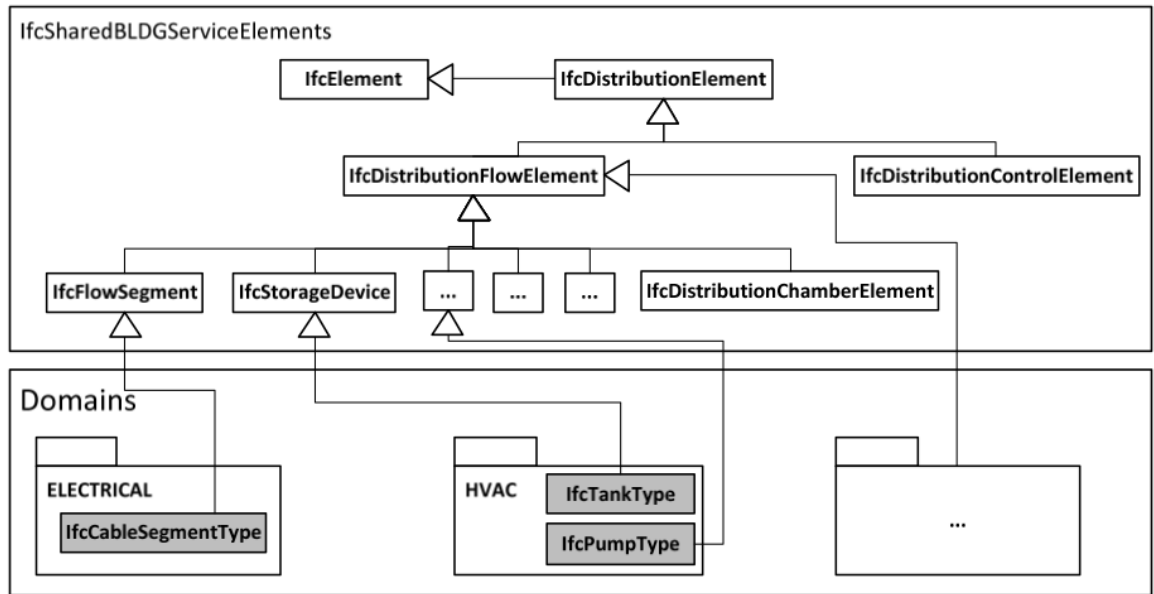 IfcSharedBLDGServiceElements
IfcElement
IfcDistributionElement
IfcDistributionFlowElement
IfcDistributionControlElement
IfcFlowSegment
IfcStorageDevice
...
...
...
IfcDistributionChamberElement
Domains
ELECTRICAL
IfcCableSegmentType
HVAC
IfcTankType
IfcPumpType
...